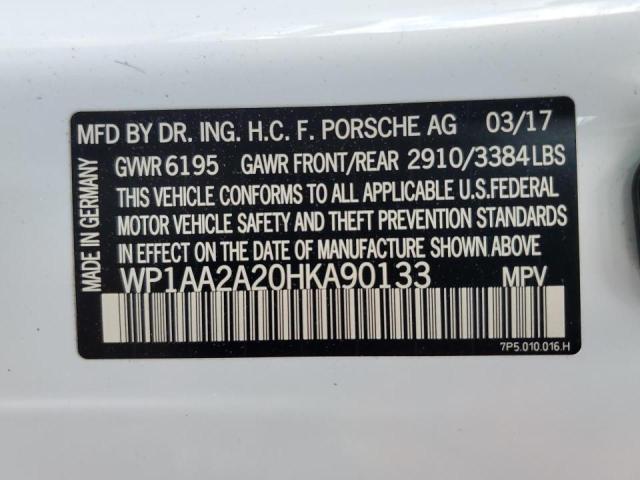 MFD BY DR. ING. H.C. F. PORSCHE AG 03/17
GVWR 6195 GAWR FRONT/REAR 2910/3384 LBS
THIS VEHICLE CONFORMS TO ALL APPLICABLE U.S.FEDERAL
MOTOR VEHICLE SAFETY AND THEFT PREVENTION STANDARDS
IN EFFECT ON THE DATE OF MANUFACTURE SHOWN ABOVE
WP1AA2A20HKA90133 MPV
MADE IN GERMANY
7P5.010.016.H